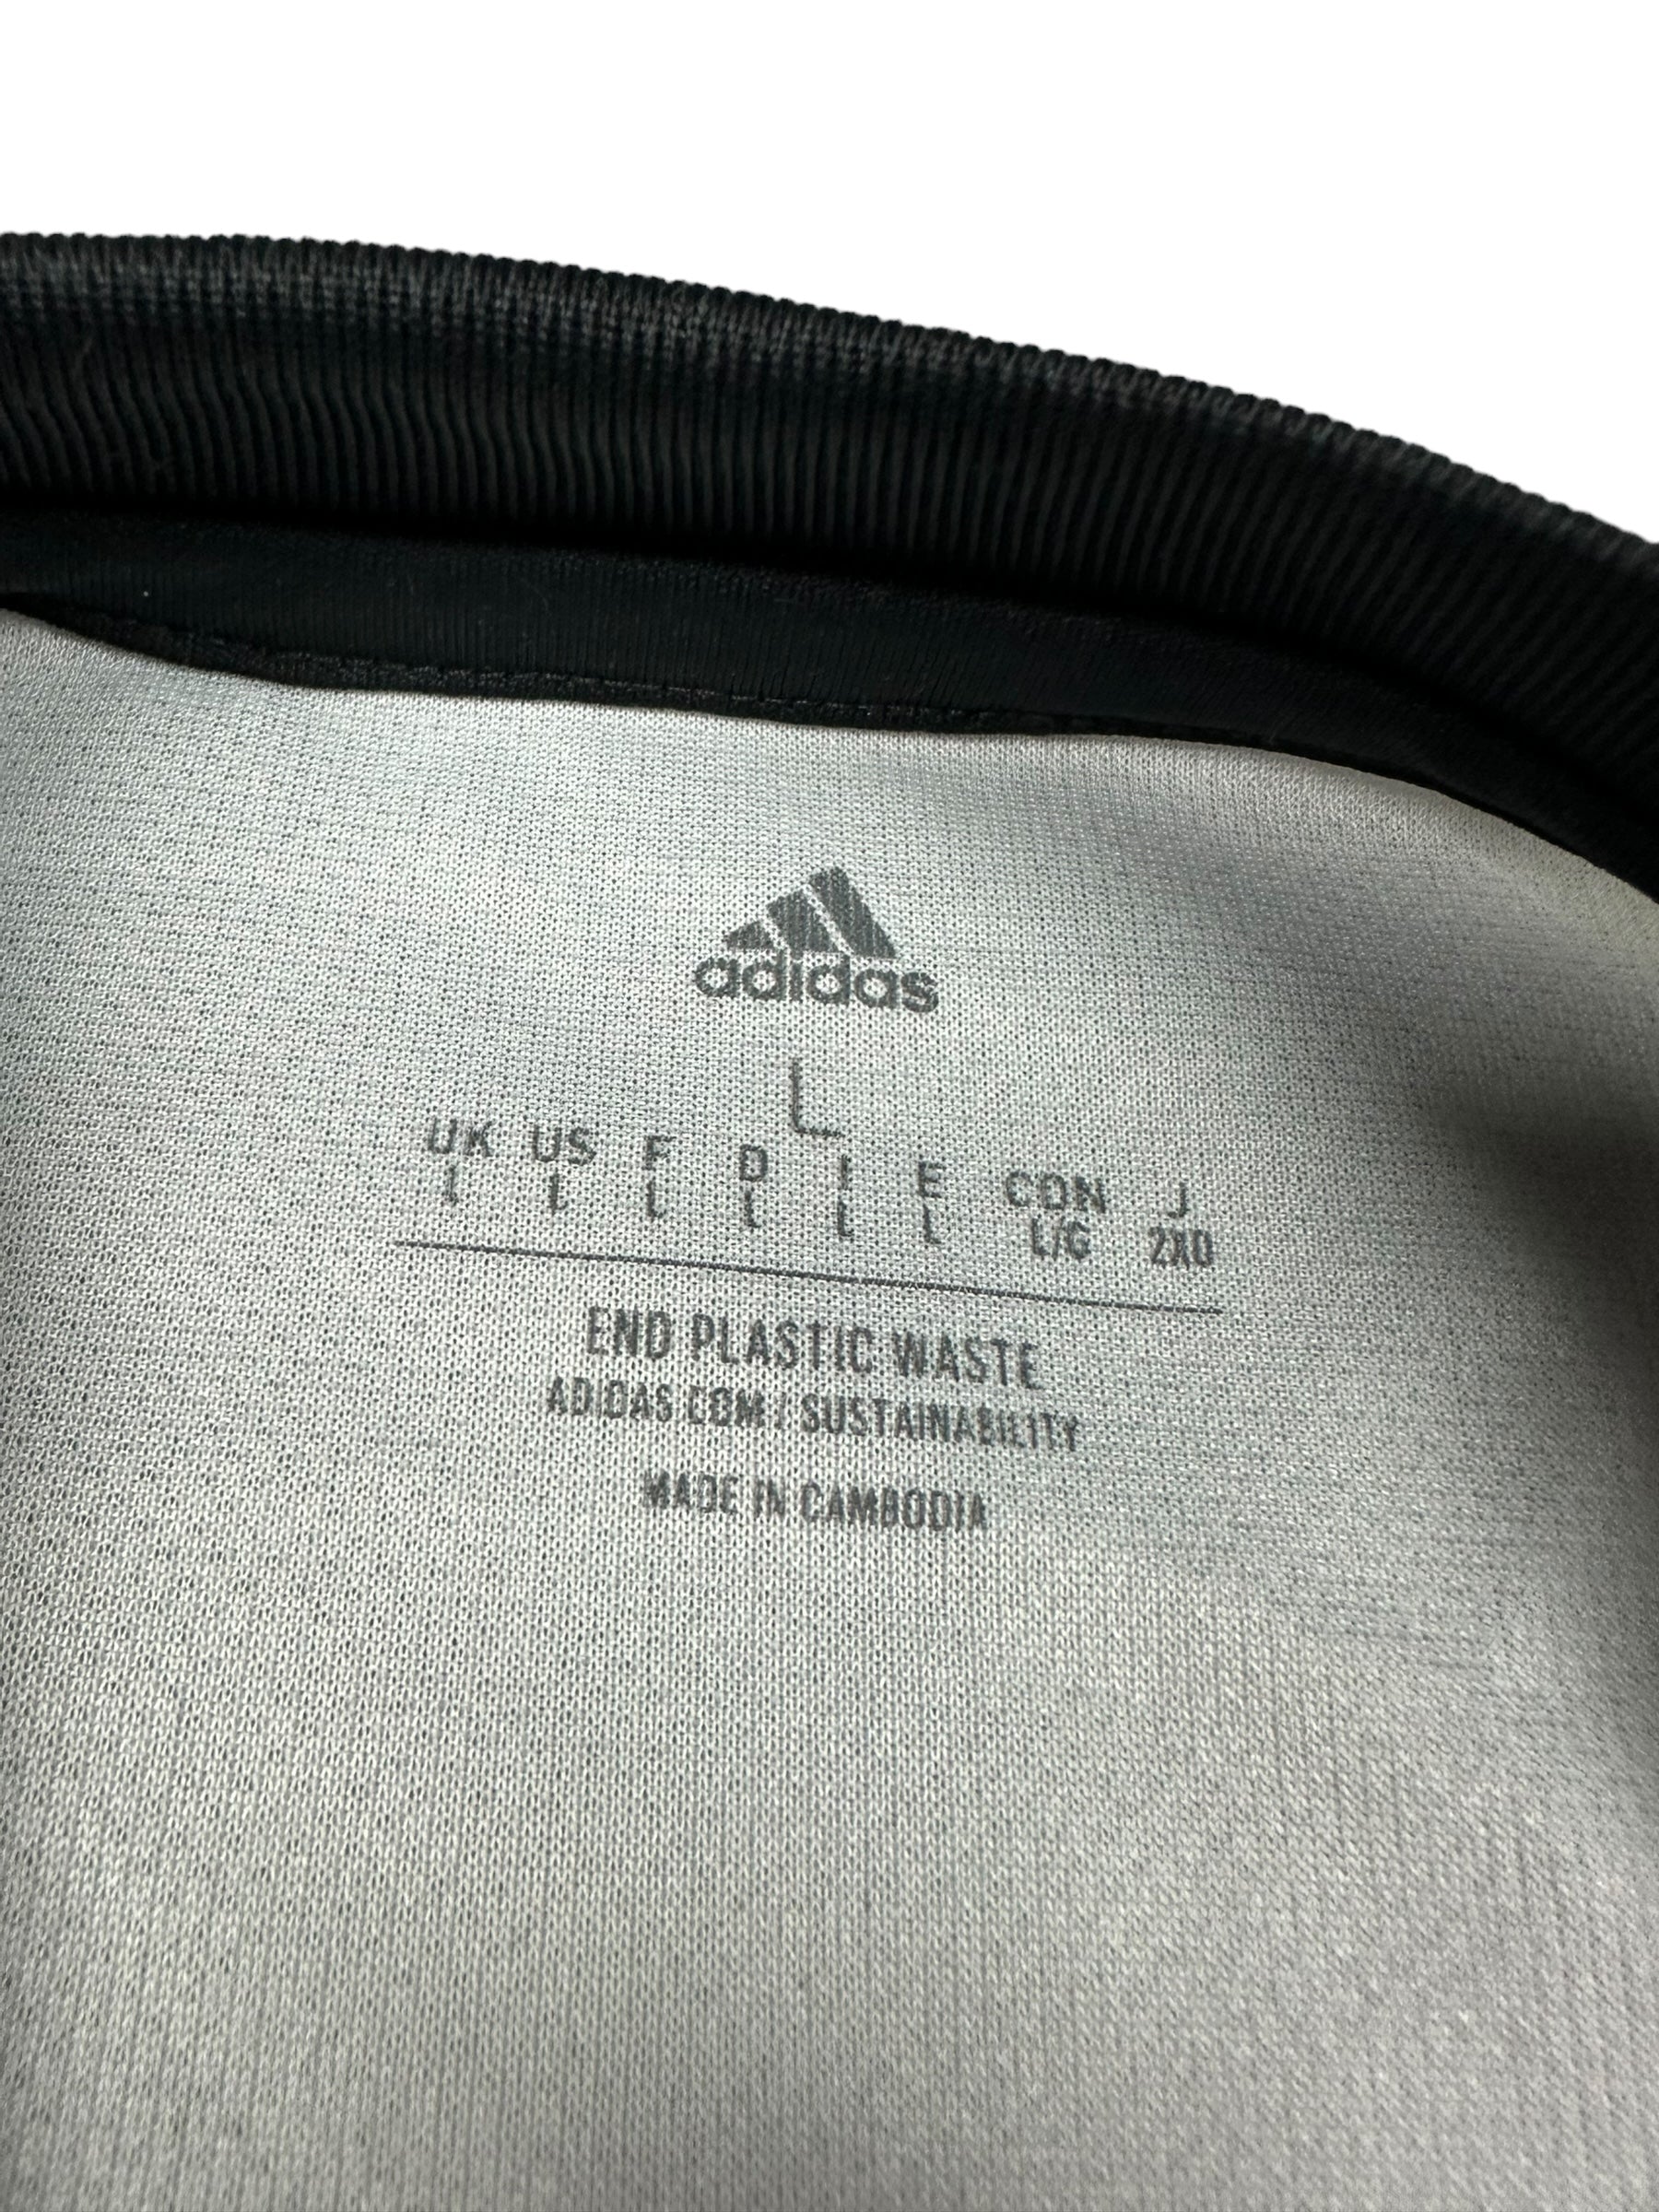 adidas
L
UK US F D I E CON J
L L L L L L L/G 2XO
END PLASTIC WASTE
ADIDAS.COM / SUSTAINABILITY
MADE IN CAMBODIA